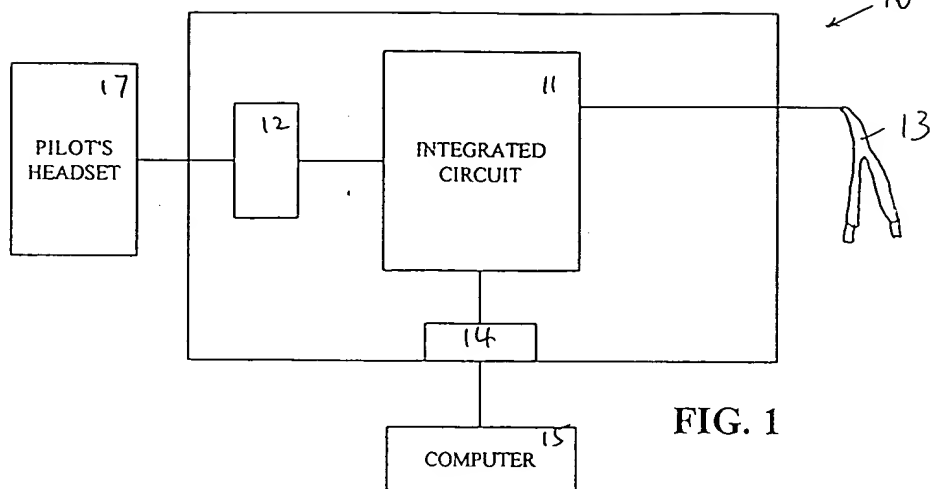 10
17
PILOT'S
HEADSET
12
11
INTEGRATED
CIRCUIT
13
14
FIG. 1
15
COMPUTER